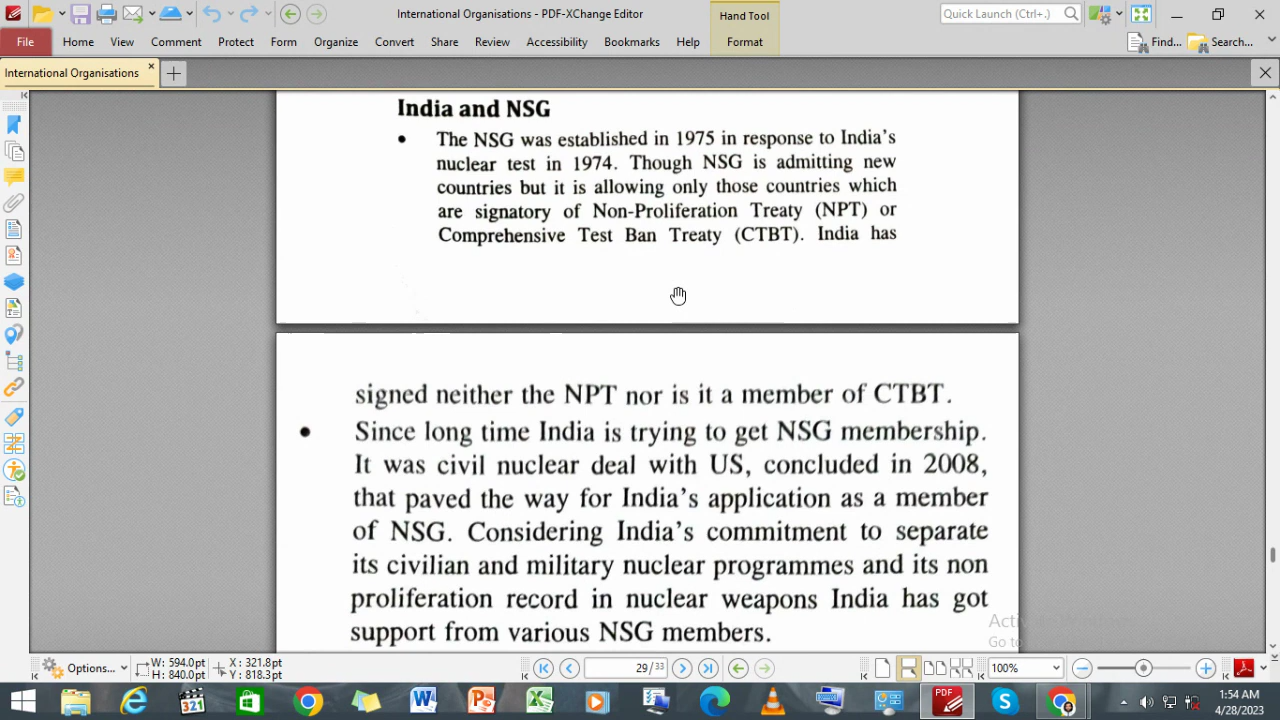 International Organisations - PDF-XChange Editor
Hand Tool
Quick Launch (Ctrl+.)
File
Home
View
Comment
Protect
Form
Organize
Convert
Share
Review
Accessibility
Bookmarks
Help
Format
Find...
Search...
International Organisations
India and NSG
• The NSG was established in 1975 in response to India's
nuclear test in 1974. Though NSG is admitting new
countries but it is allowing only those countries which
are signatory of Non-Proliferation Treaty (NPT) or
Comprehensive Test Ban Treaty (CTBT). India has
signed neither the NPT nor is it a member of CTBT.
• Since long time India is trying to get NSG membership.
It was civil nuclear deal with US, concluded in 2008,
that paved the way for India's application as a member
of NSG. Considering India's commitment to separate
its civilian and military nuclear programmes and its non
proliferation record in nuclear weapons India has got
support from various NSG members.
Go to
Options...
W: 594.0pt
H: 840.0pt
X: 321.8pt
Y: 818.3pt
29 / 33
100%
321
PDF
1:54 AM
4/28/2023